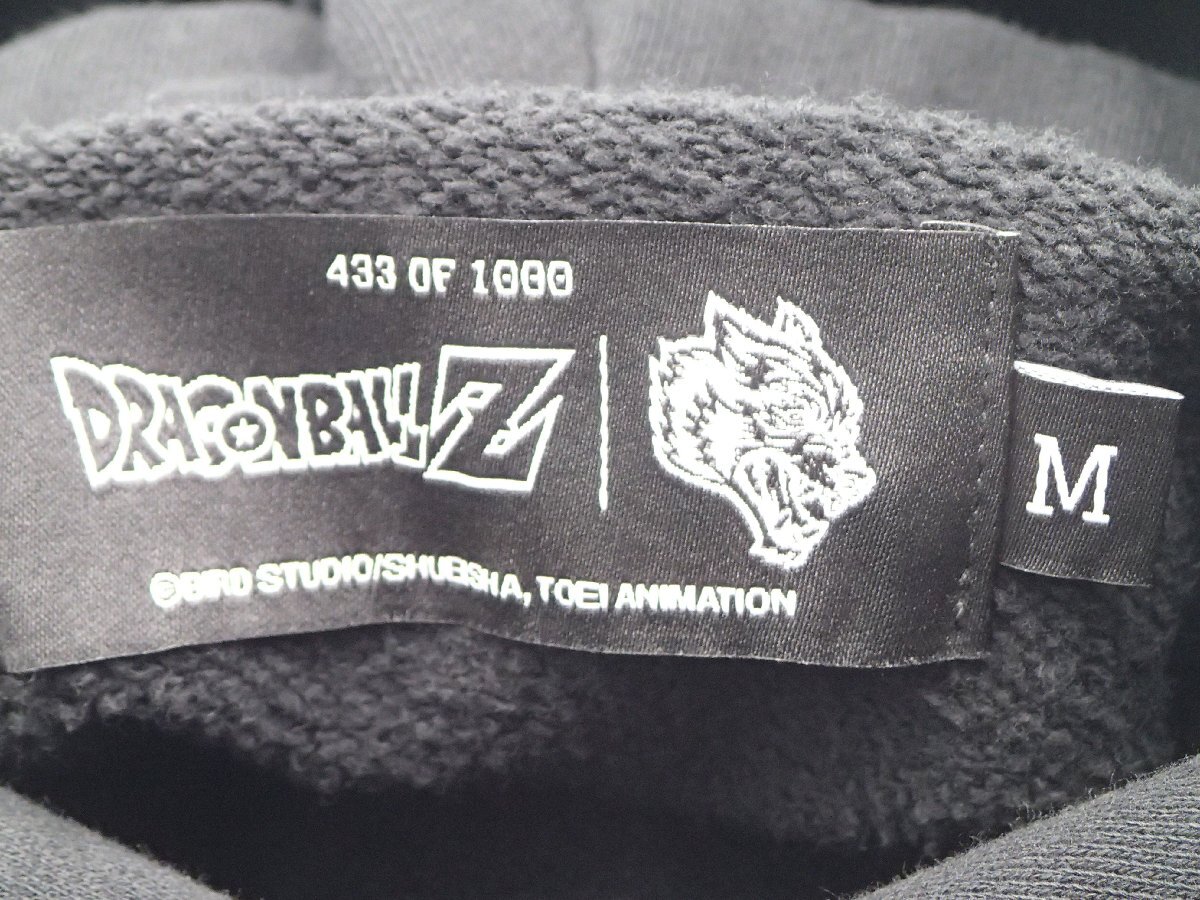 433 OF 1000
DRAGONBALL Z
©BIRD STUDIO/SHUEISHA, TOEI ANIMATION
M